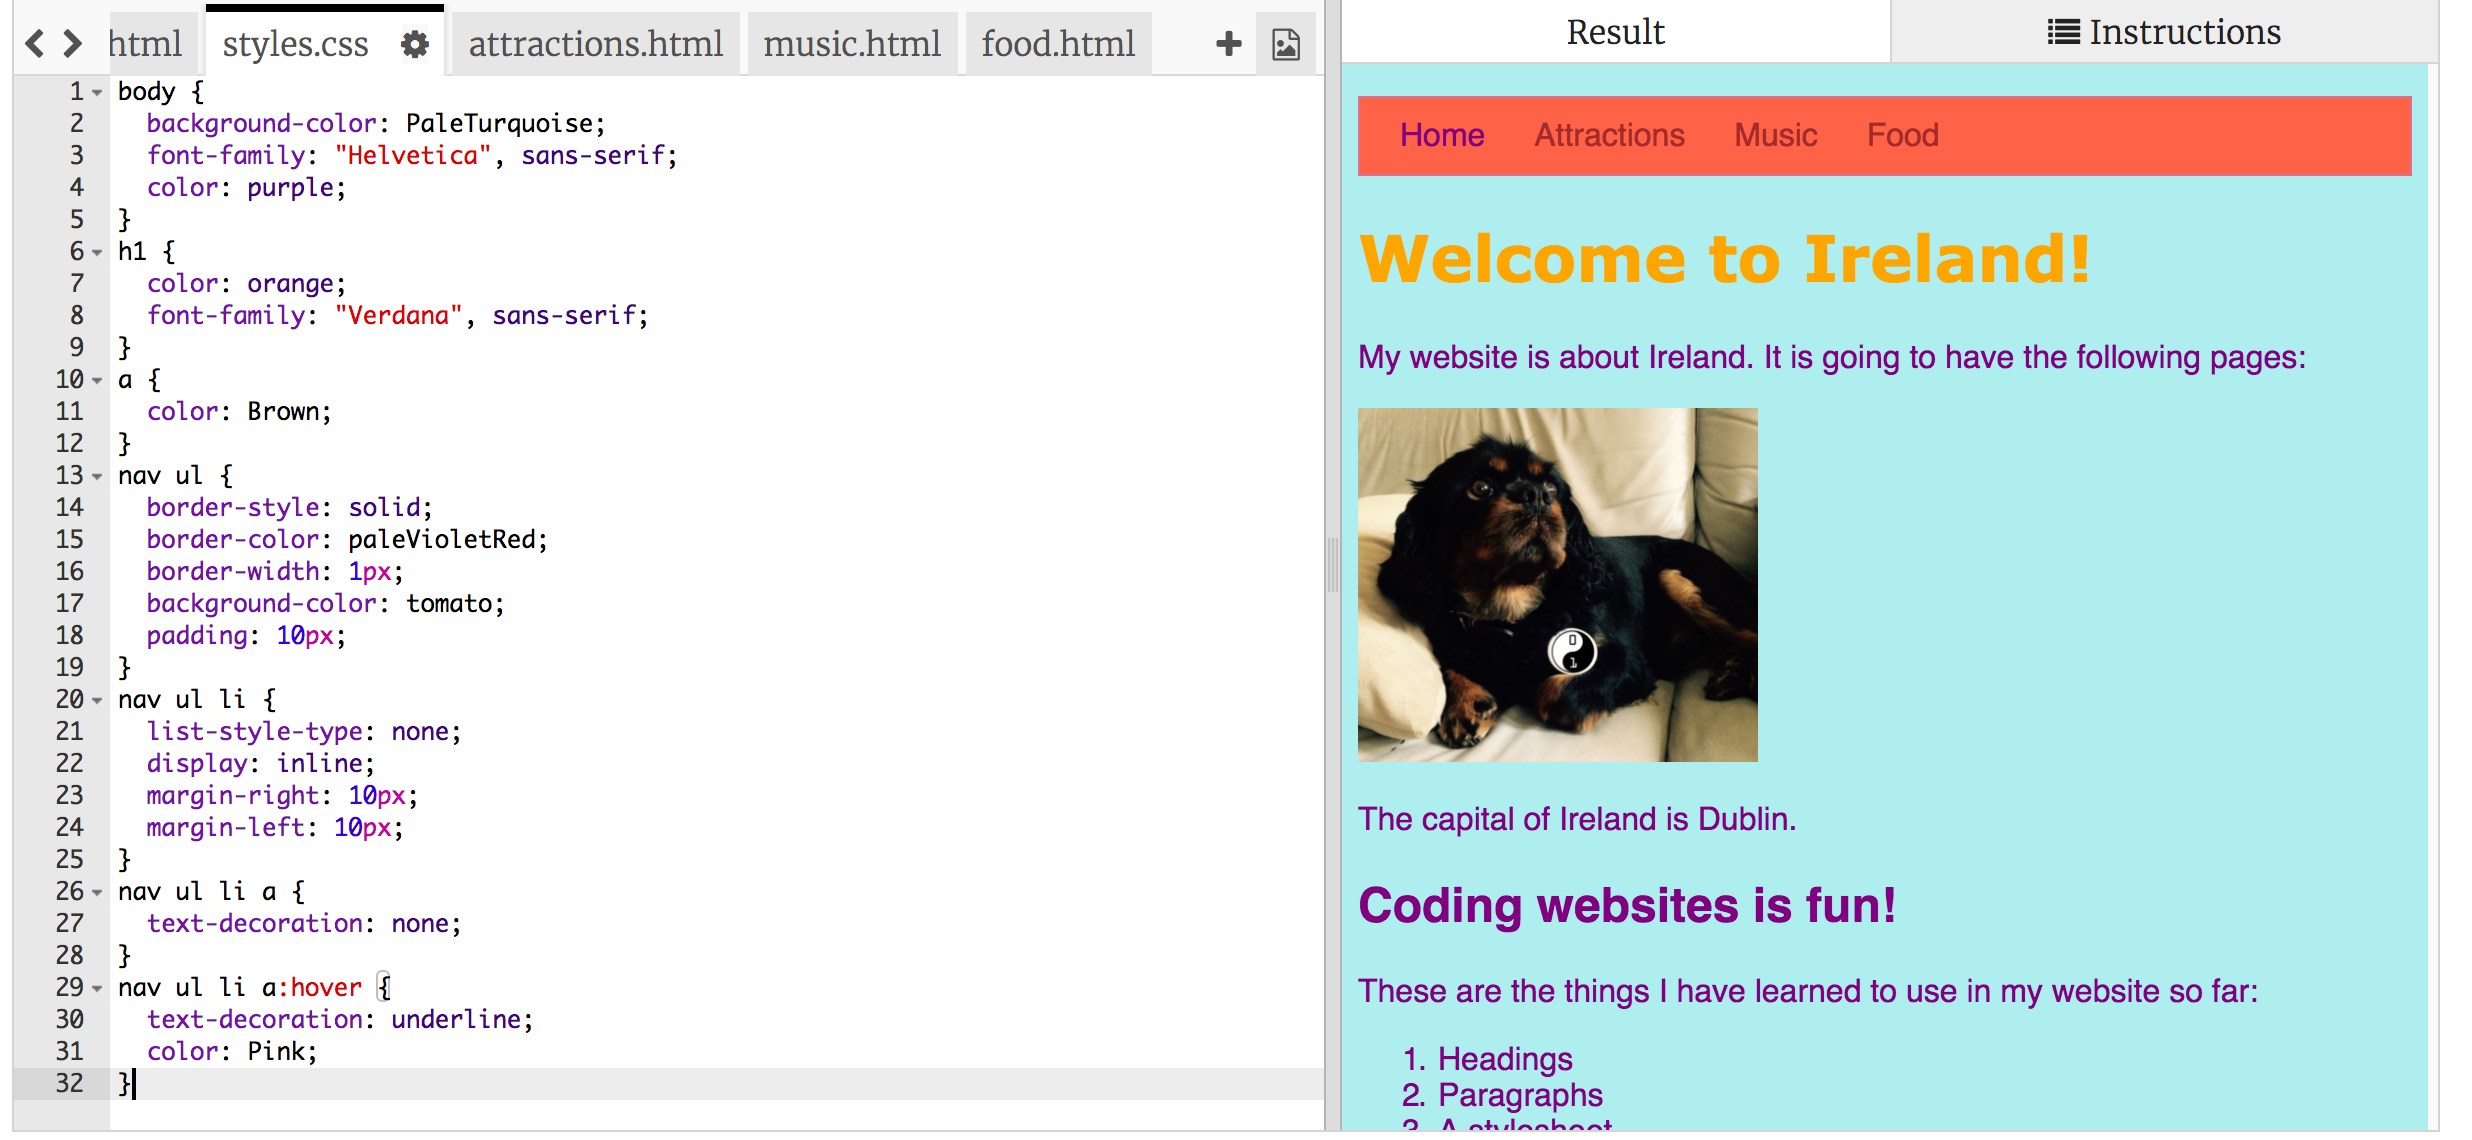 html styles.css attractions.html music.html food.html
1 body {
2 background-color: PaleTurquoise;
3 font-family: "Helvetica", sans-serif;
4 color: purple;
5 }
6 h1 {
7 color: orange;
8 font-family: "Verdana", sans-serif;
9 }
10 a {
11 color: Brown;
12 }
13 nav ul {
14 border-style: solid;
15 border-color: paleVioletRed;
16 border-width: 1px;
17 background-color: tomato;
18 padding: 10px;
19 }
20 nav ul li {
21 list-style-type: none;
22 display: inline;
23 margin-right: 10px;
24 margin-left: 10px;
25 }
26 nav ul li a {
27 text-decoration: none;
28 }
29 nav ul li a:hover {
30 text-decoration: underline;
31 color: Pink;
32 }
Result Instructions
Home Attractions Music Food
Welcome to Ireland!
My website is about Ireland. It is going to have the following pages:
0
1
The capital of Ireland is Dublin.
Coding websites is fun!
These are the things I have learned to use in my website so far:
1. Headings
2. Paragraphs
3. A stylesheet